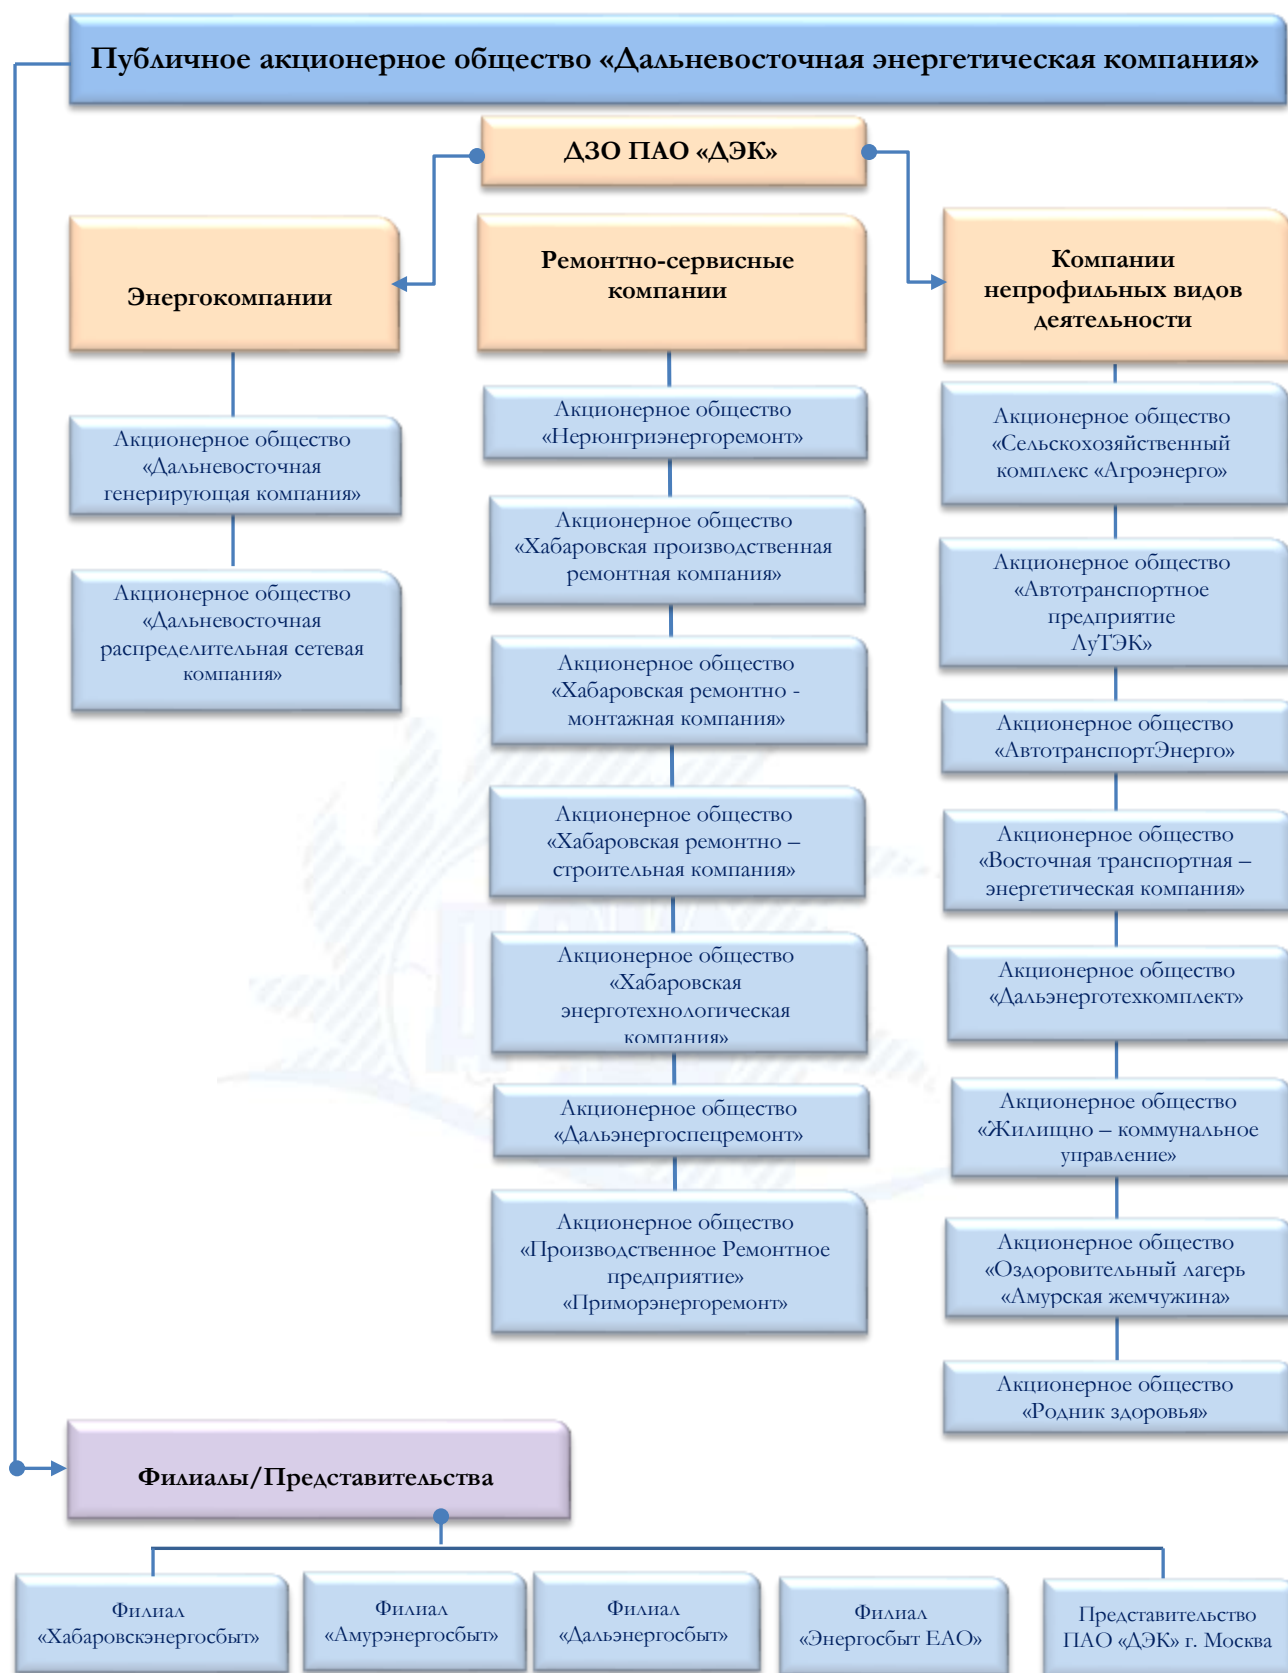 Публичное акционерное общество «Дальневосточная энергетическая компания»
ДЗО ПАО «ДЭК»
Энергокомпании
Акционерное общество
«Дальневосточная
генерирующая компания»
Акционерное общество
«Дальневосточная
распределительная сетевая
компания»
Ремонтно-сервисные
компании
Акционерное общество
«Нерюнгриэнергоремонт»
Акционерное общество
«Хабаровская производственная
ремонтная компания»
Акционерное общество
«Хабаровская ремонтно -
монтажная компания»
Акционерное общество
«Хабаровская ремонтно –
строительная компания»
Акционерное общество
«Хабаровская
энерготехнологическая
компания»
Акционерное общество
«Дальэнергоспецремонт»
Акционерное общество
«Производственное Ремонтное
предприятие»
«Приморэнергоремонт»
Компании
непрофильных видов
деятельности
Акционерное общество
«Сельскохозяйственный
комплекс «Агроэнерго»
Акционерное общество
«Автотранспортное
предприятие
ЛуТЭК»
Акционерное общество
«АвтотранспортЭнерго»
Акционерное общество
«Восточная транспортная –
энергетическая компания»
Акционерное общество
«Дальэнерготехкомплект»
Акционерное общество
«Жилищно – коммунальное
управление»
Акционерное общество
«Оздоровительный лагерь
«Амурская жемчужина»
Акционерное общество
«Родник здоровья»
Филиалы/Представительства
Филиал
«Хабаровскэнергосбыт»
Филиал
«Амурэнергосбыт»
Филиал
«Дальэнергосбыт»
Филиал
«Энергосбыт ЕАО»
Представительство
ПАО «ДЭК» г. Москва